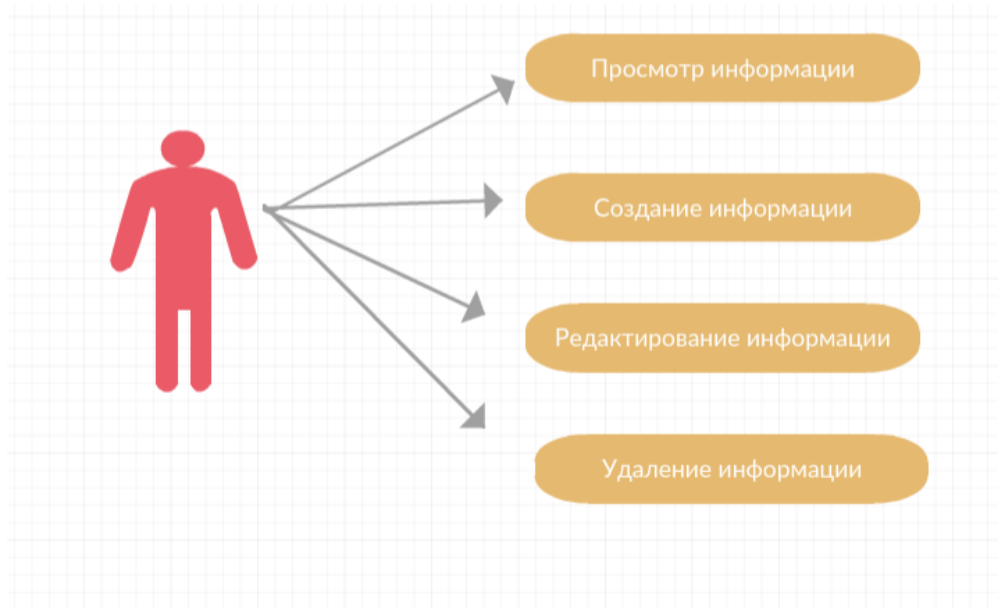 Просмотр информации
Создание информации
Редактирование информации
Удаление информации